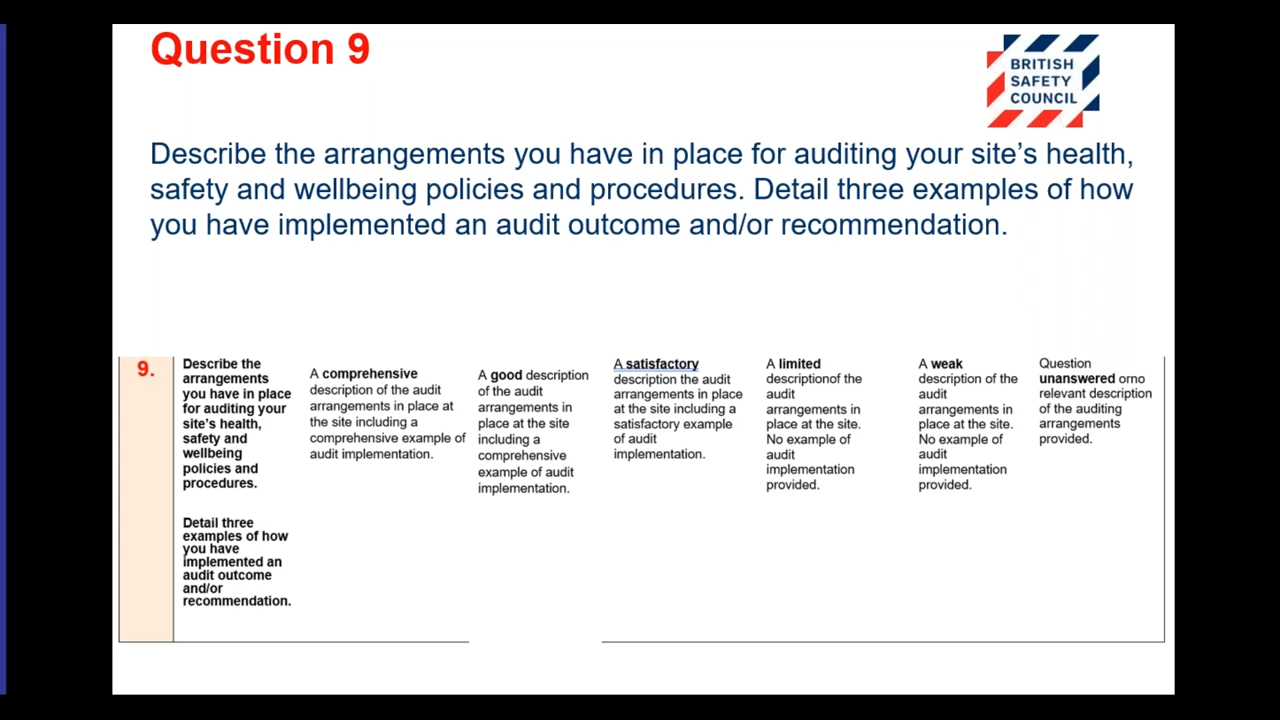 Question 9
BRITISH
SAFETY
COUNCIL
Describe the arrangements you have in place for auditing your site's health,
safety and wellbeing policies and procedures. Detail three examples of how
you have implemented an audit outcome and/or recommendation.
9.
Describe the
arrangements
you have in place
for auditing your
site's health,
safety and
wellbeing
policies and
procedures.
Detail three
examples of how
you have
implemented an
audit outcome
and/or
recommendation.
A comprehensive
description of the audit
arrangements in place at
the site including a
comprehensive example of
audit implementation.
A good description
of the audit
arrangements in
place at the site
including a
comprehensive
example of audit
implementation.
A satisfactory
description the audit
arrangements in place
at the site including a
satisfactory example
of audit
implementation.
A limited
descriptionof the
audit
arrangements in
place at the site.
No example of
audit
implementation
provided.
A weak
description of the
audit
arrangements in
place at the site.
No example of
audit
implementation
provided.
Question
unanswered orno
relevant description
of the auditing
arrangements
provided.